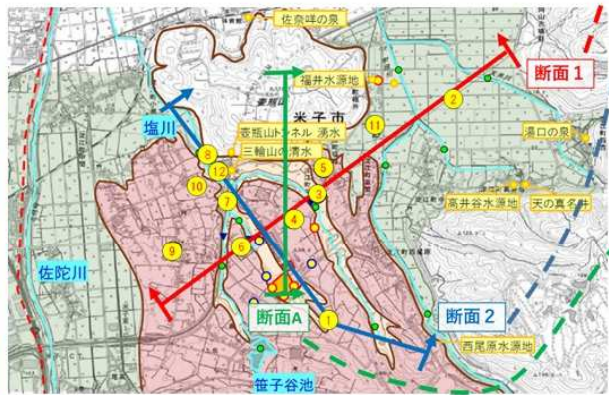 佐奈咩の泉
断面1
福井水源地
2
壺瓶山
米子市
塩川
11
湯口の泉
壺瓶山トンネル 湧水
8
三輪山の清水
12
5
10
3
高井谷水源地
天の真名井
7
4
6
9
佐陀川
断面A
断面2
1
西尾原水源地
笹子谷池